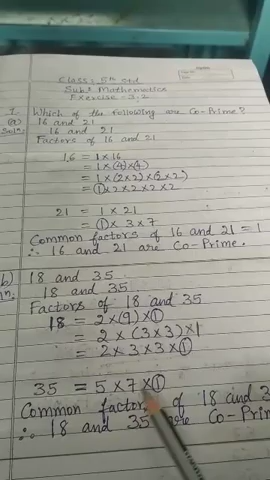 Class: 5A std
Sub: Mathematics
Exercise - 3.2
1. Which of the following are Co-Prime?
(a) 16 and 21
Soln: 16 and 21
Factors of 16 and 21
16 = 1 × 16
= 1 × (4) × (4)
= 1 × (2 × 2) × (2 × 2)
= ① × 2 × 2 × 2 × 2
21 = 1 × 21
= ① × 3 × 7
Common factors of 16 and 21 = 1
∴ 16 and 21 are Co-Prime.
b) 18 and 35
18 and 35
Factors of 18 and 35
18 = 2 × (9) × ①
= 2 × (3 × 3) × 1
= 2 × 3 × 3 × ①
35 = 5 × 7 × ①
Common factors of 18 and 3
∴ 18 and 35 are Co-Prim